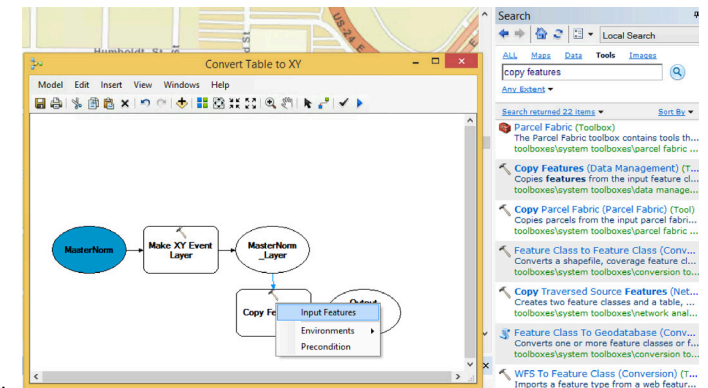 US-24 E
d St
Humboldt St
Convert Table to XY
Model Edit Insert View Windows Help
MasterNorm
Make XY Event
Layer
MasterNorm
_Layer
Copy Fe
Output
Input Features
Environments
Precondition
Search
Local Search
ALL Maps Data Tools Images
copy features
Any Extent
Search returned 22 items Sort By
Parcel Fabric (Toolbox)
The Parcel Fabric toolbox contains tools th...
toolboxes\system toolboxes\parcel fabric ...
Copy Features (Data Management) (T...
Copies features from the input feature cl...
toolboxes\system toolboxes\data manage...
Copy Parcel Fabric (Parcel Fabric) (Tool)
Copies parcels from the input parcel fabri...
toolboxes\system toolboxes\parcel fabric ...
Feature Class to Feature Class (Conv...
Converts a shapefile, coverage feature cl...
toolboxes\system toolboxes\conversion to...
Copy Traversed Source Features (Net...
Creates two feature classes and a table, ...
toolboxes\system toolboxes\network anal...
Feature Class To Geodatabase (Conv...
Converts one or more feature classes or f...
toolboxes\system toolboxes\conversion to...
WFS To Feature Class (Conversion) (T...
Imports a feature type from a web featur...